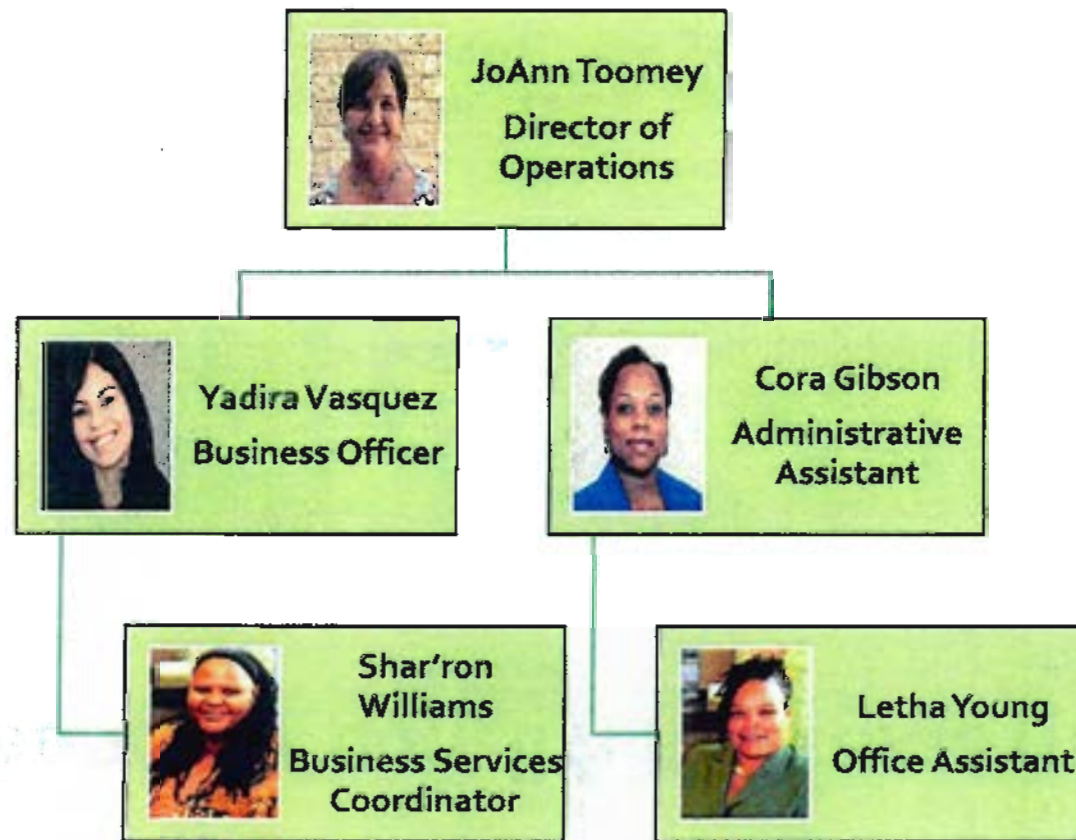 JoAnn Toomey
Director of
Operations
Yadira Vasquez
Business Officer
Cora Gibson
Administrative
Assistant
Shar'ron
Williams
Business Services
Coordinator
Letha Young
Office Assistant